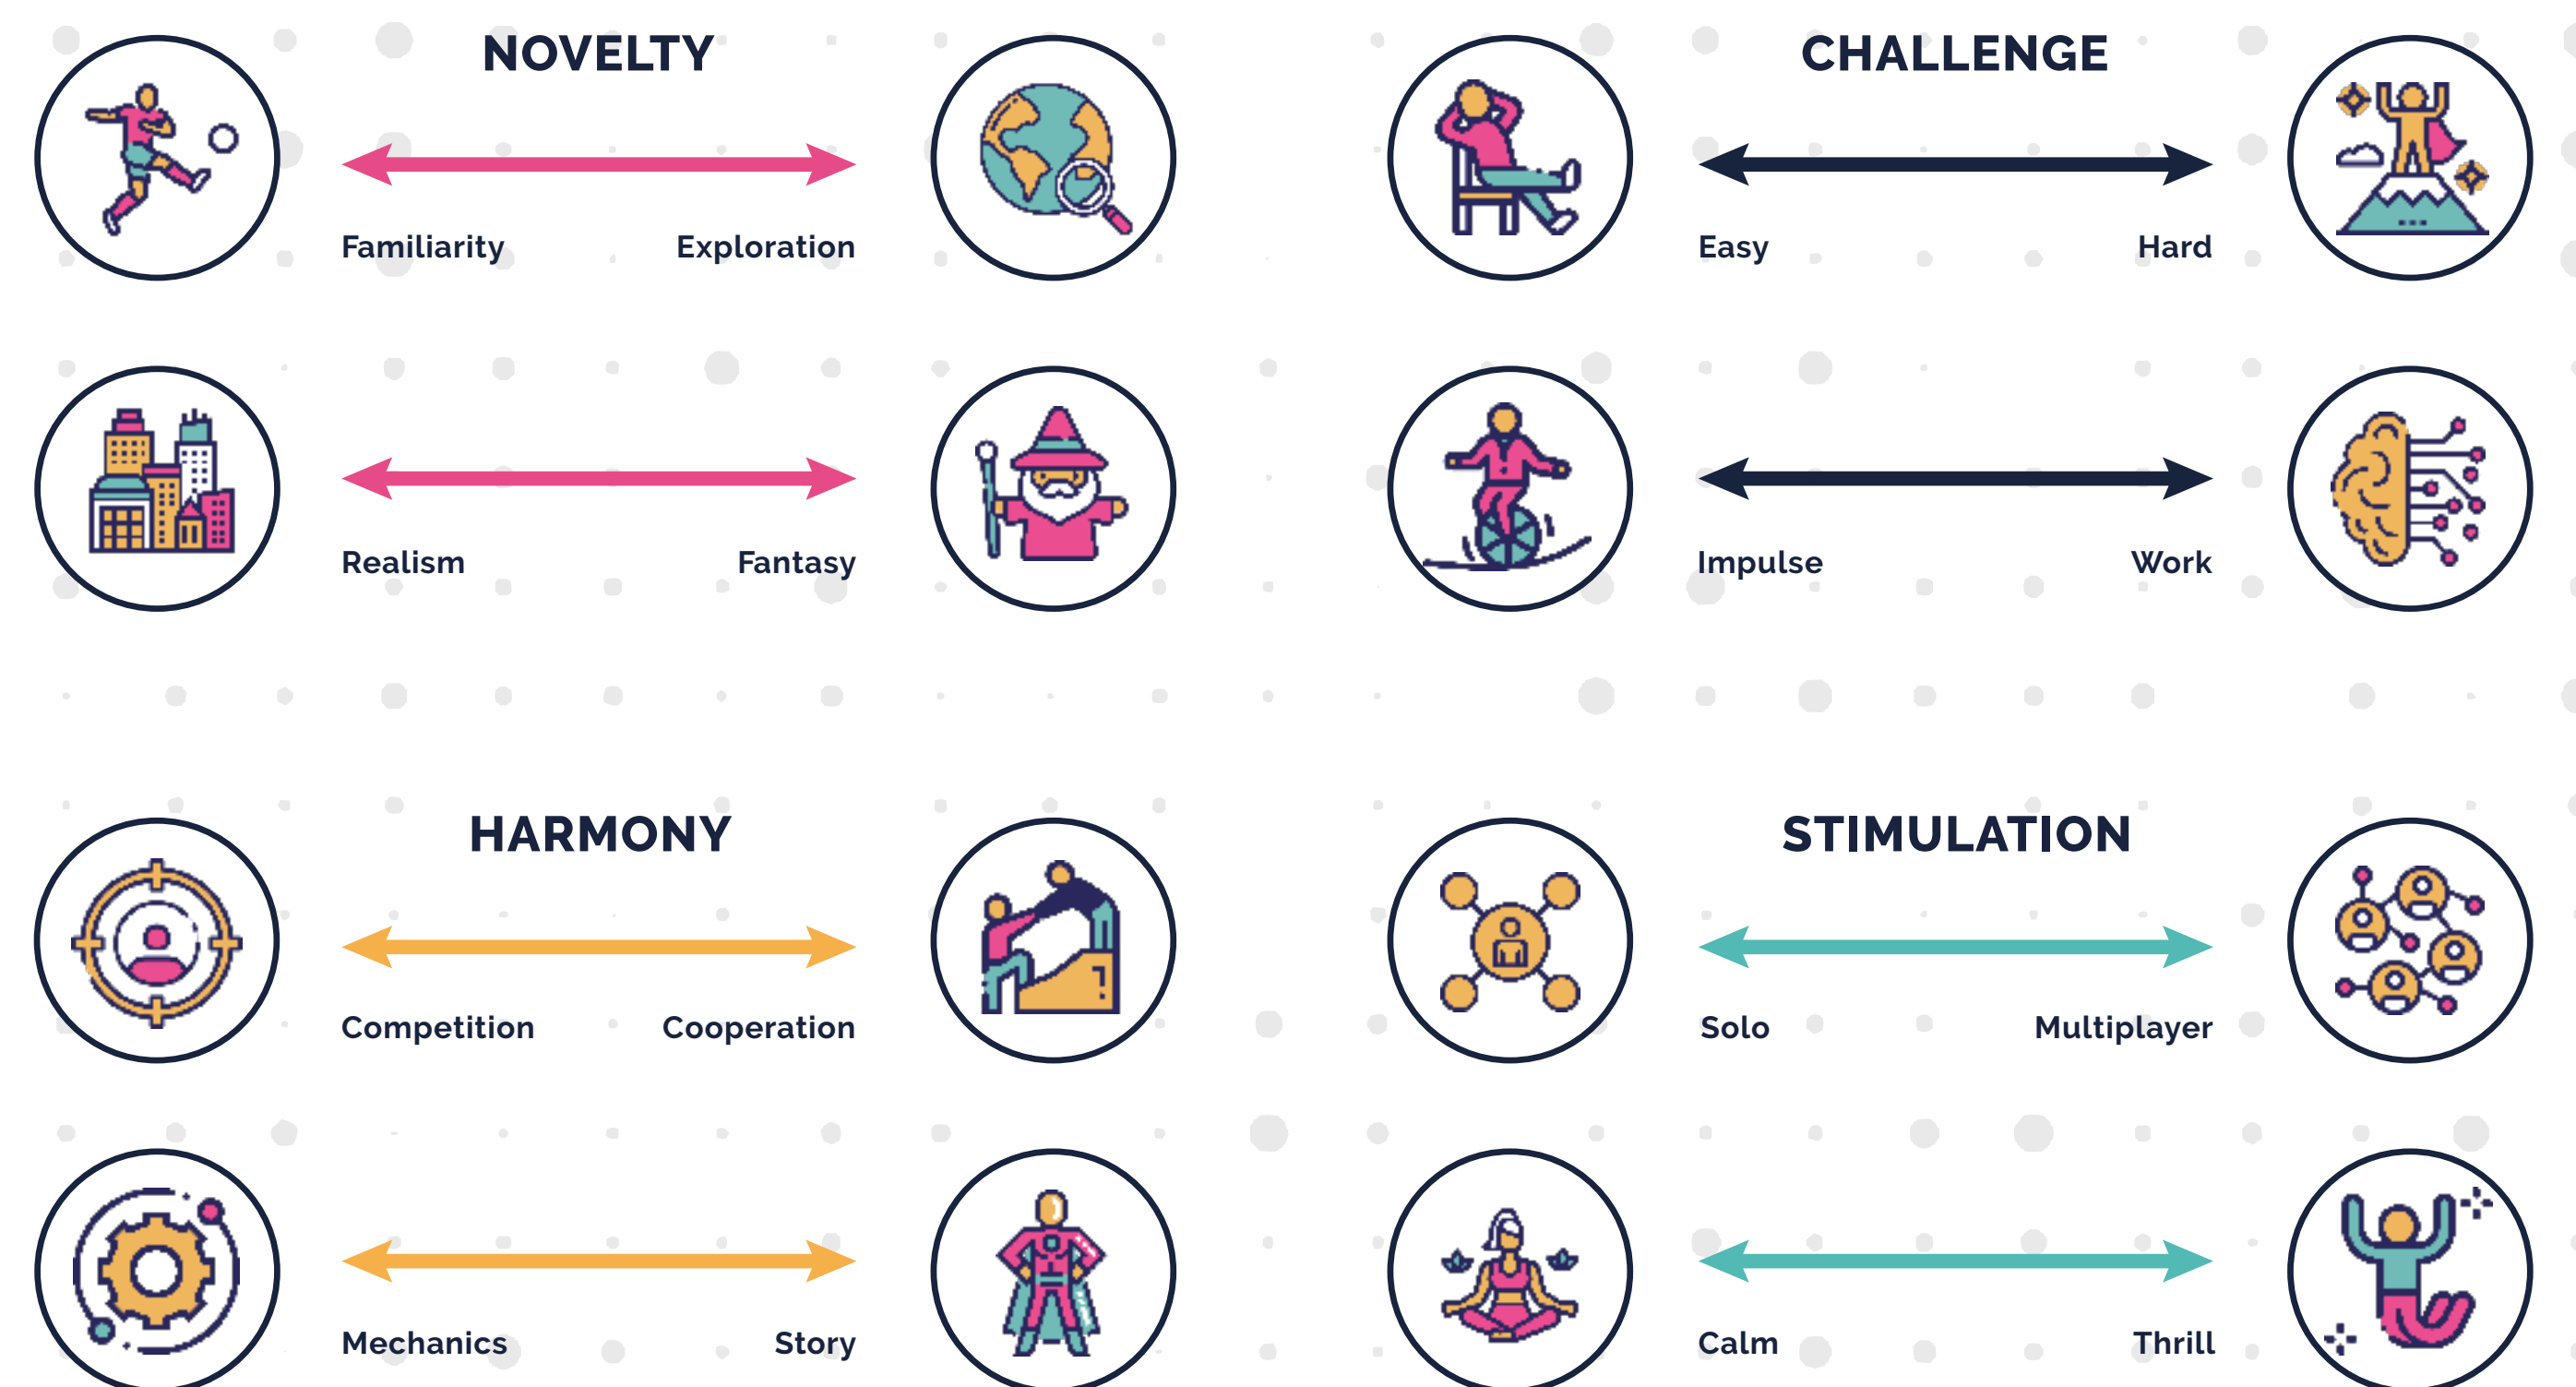 NOVELTY
Familiarity Exploration
Realism Fantasy
CHALLENGE
Easy Hard
Impulse Work
HARMONY
Competition Cooperation
Mechanics Story
STIMULATION
Solo Multiplayer
Calm Thrill